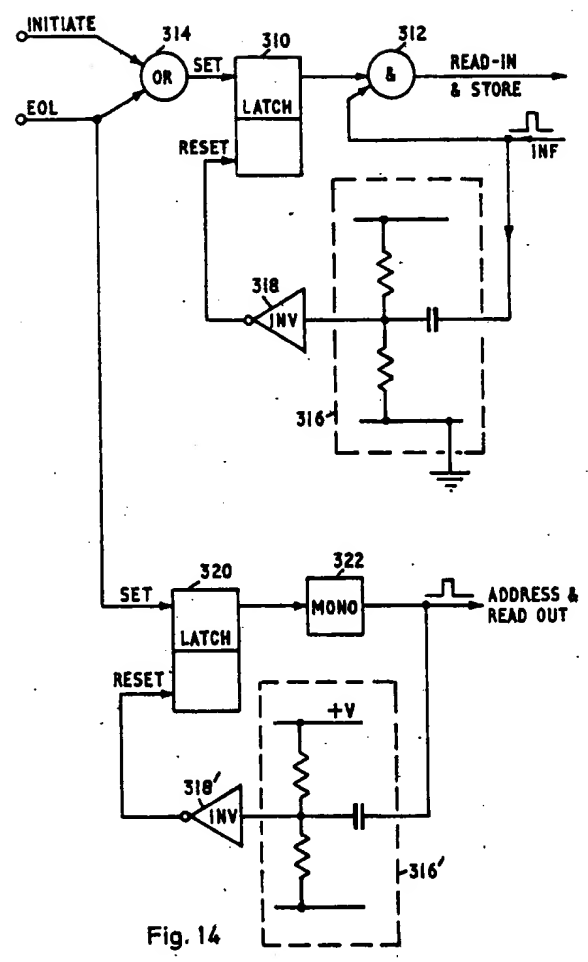 INITIATE
314
OR
SET
310
LATCH
RESET
312
&
READ-IN
& STORE
EOL
INF
318
INV
316
320
SET
LATCH
RESET
322
MONO
ADDRESS &
READ OUT
+V
318'
INV
316'
Fig. 14